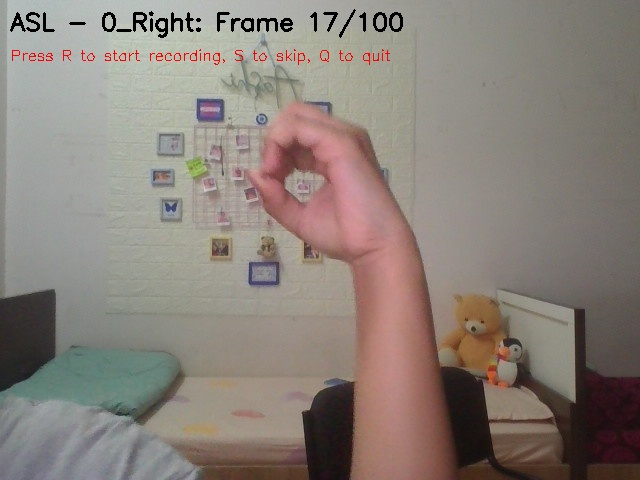 ASL - 0_Right: Frame 17/100
Press R to start recording, S to skip, Q to quit